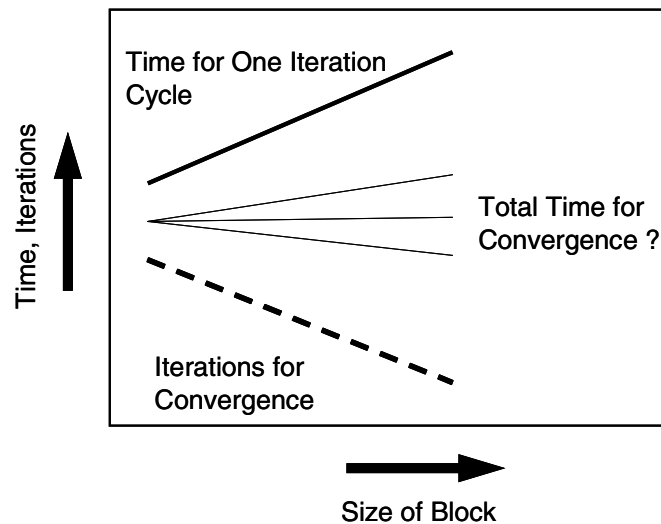 Time for One Iteration
Cycle
Time, Iterations
Total Time for
Convergence ?
Iterations for
Convergence
Size of Block